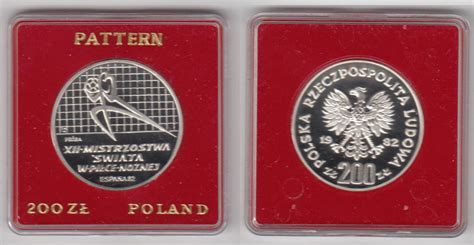 PATTERN
PRÓBA
XII-MISTRZOSTWA
ŚWIATA
W PIŁCE NOŻNEJ
ESPAÑA 82
200 ZŁ POLAND
POLSKA RZECZPOSPOLITA LUDOWA
19 82
ZŁ 200 ZŁ